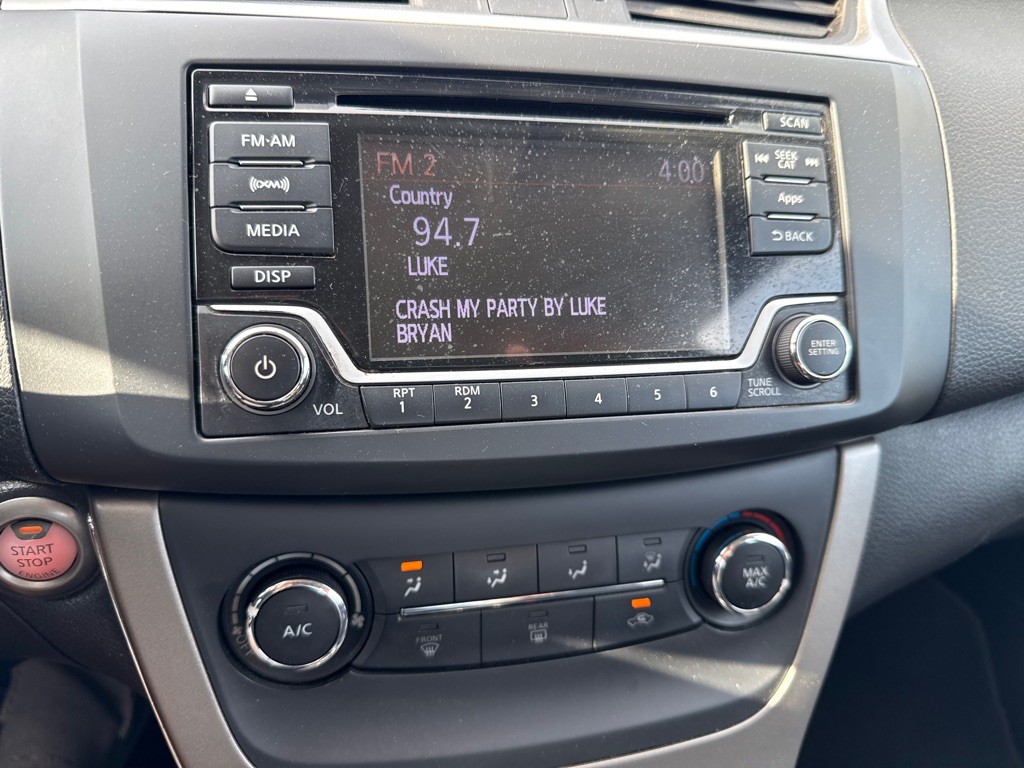 FM·AM
((XM))
MEDIA
DISP
VOL
FM 2
4:00
Country
94.7
LUKE
CRASH MY PARTY BY LUKE
BRYAN
SCAN
SEEK
CAT
Apps
BACK
ENTER
SETTING
TUNE
SCROLL
RPT
1
RDM
2
3
4
5
6
START
STOP
ENGINE
A/C
OFF
FRONT
REAR
MAX
A/C